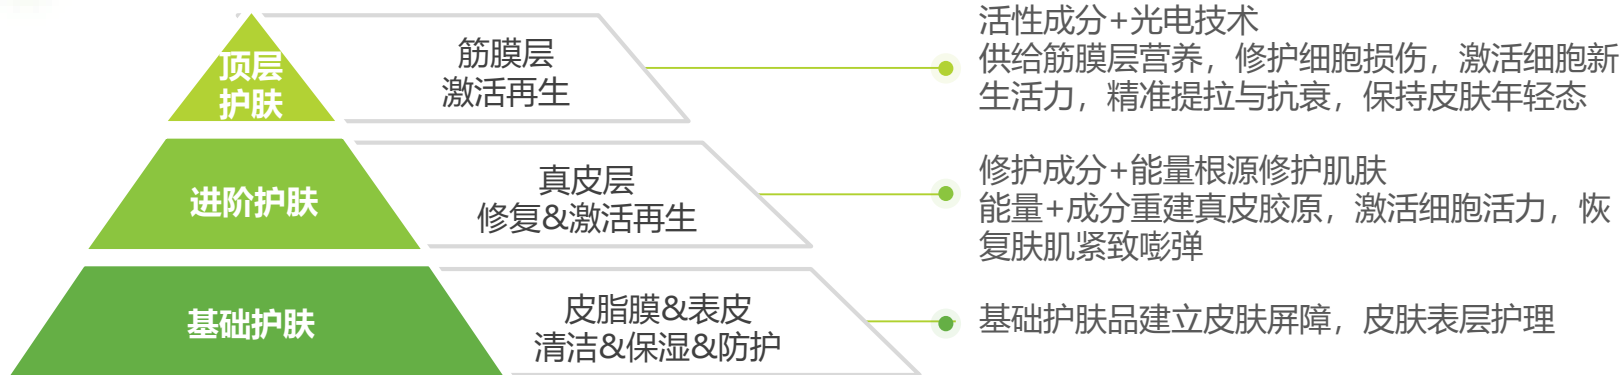 顶层
护肤
筋膜层
激活再生
活性成分+光电技术
供给筋膜层营养，修护细胞损伤，激活细胞新
生活力，精准提拉与抗衰，保持皮肤年轻态
进阶护肤
真皮层
修复&激活再生
修护成分+能量根源修护肌肤
能量+成分重建真皮胶原，激活细胞活力，恢
复肤肌紧致嘭弹
基础护肤
皮脂膜&表皮
清洁&保湿&防护
基础护肤品建立皮肤屏障，皮肤表层护理